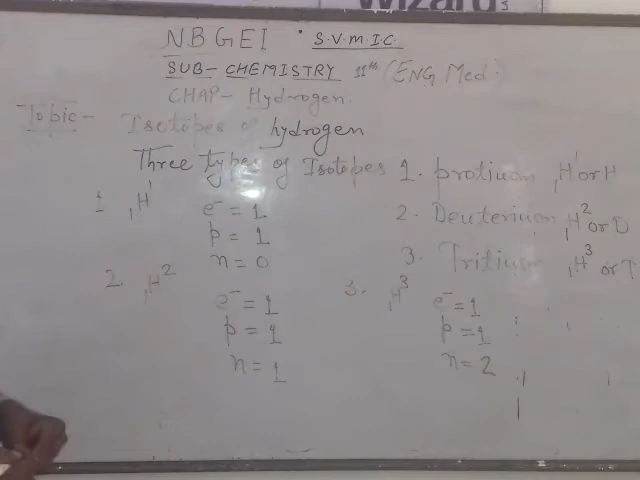 Wizard
NBGEI • S.V.M.I.C.
SUB- CHEMISTRY 11th (ENG Med.)
CHAP- Hydrogen.
Topic- Isotopes of hydrogen
Three types of Isotopes
1. protium ₁H¹ or H
2. Deuterium ₁H² or D
3. Tritium ₁H³ or T
1 ₁H¹
e⁻ = 1
p = 1
n = 0
2. ₁H²
e⁻ = 1
p = 1
n = 1
3. ₁H³
e⁻ = 1
p = 1
n = 2